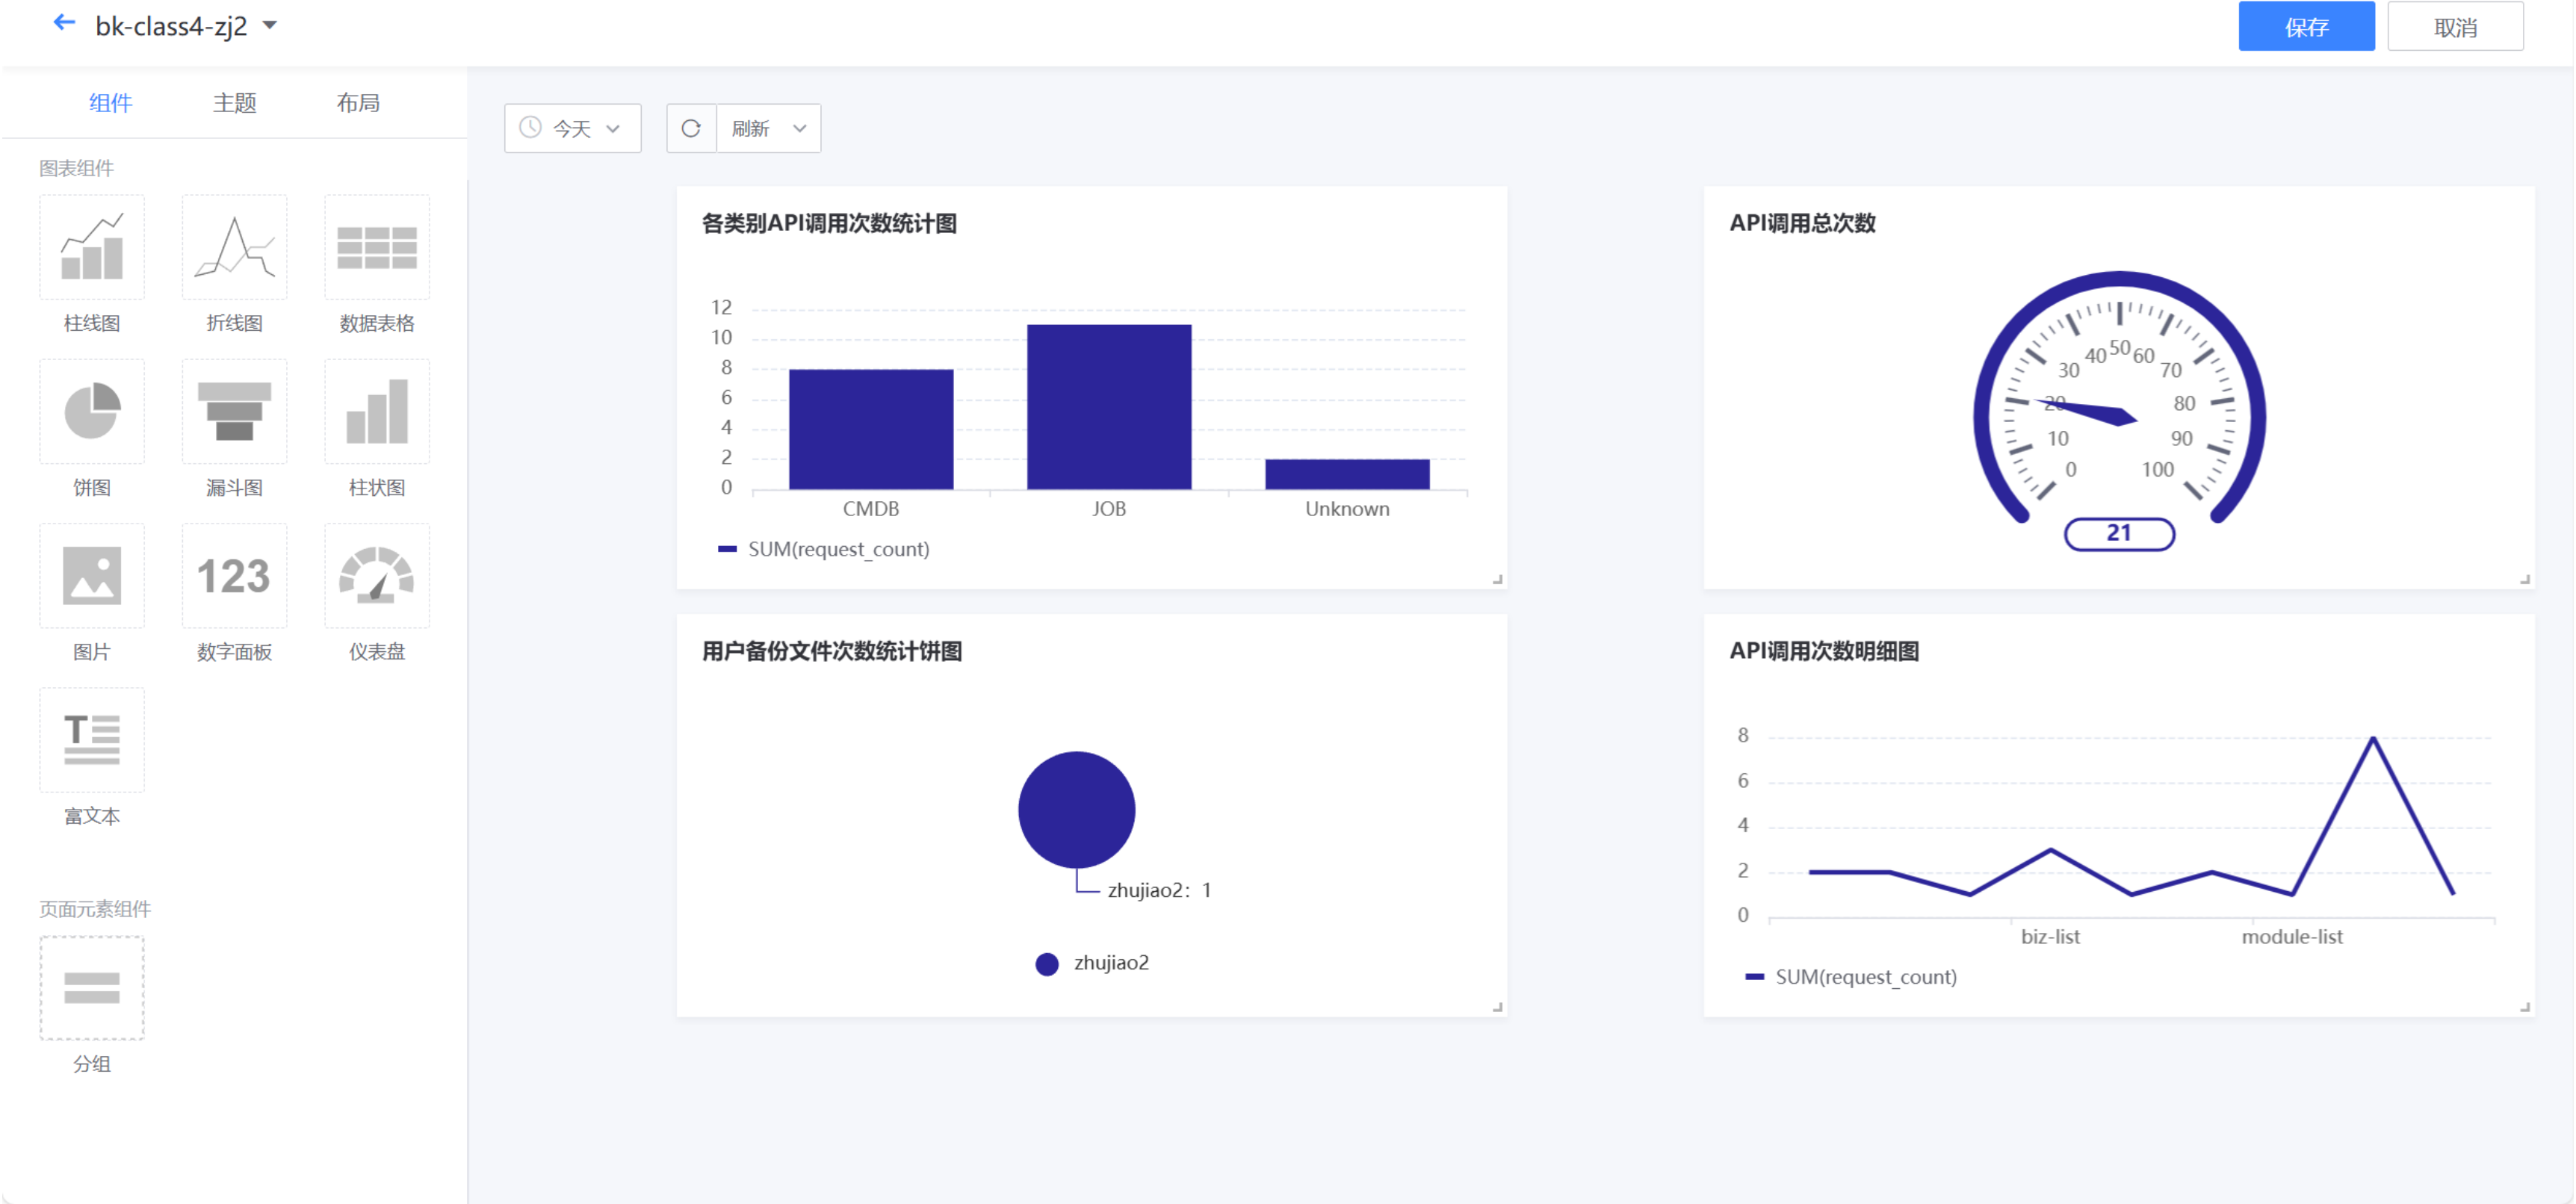 bk-class4-zj2
保存
取消
组件
主题
布局
今天
刷新
图表组件
柱线图
折线图
数据表格
饼图
漏斗图
柱状图
图片
123
数字面板
仪表盘
T
富文本
页面元素组件
分组
各类别API调用次数统计图
12
10
8
6
4
2
0
CMDB
JOB
Unknown
SUM(request_count)
API调用总次数
0
10
20
30
40
50
60
70
80
90
100
21
用户备份文件次数统计饼图
zhujiao2: 1
zhujiao2
API调用次数明细图
8
6
4
2
0
biz-list
module-list
SUM(request_count)